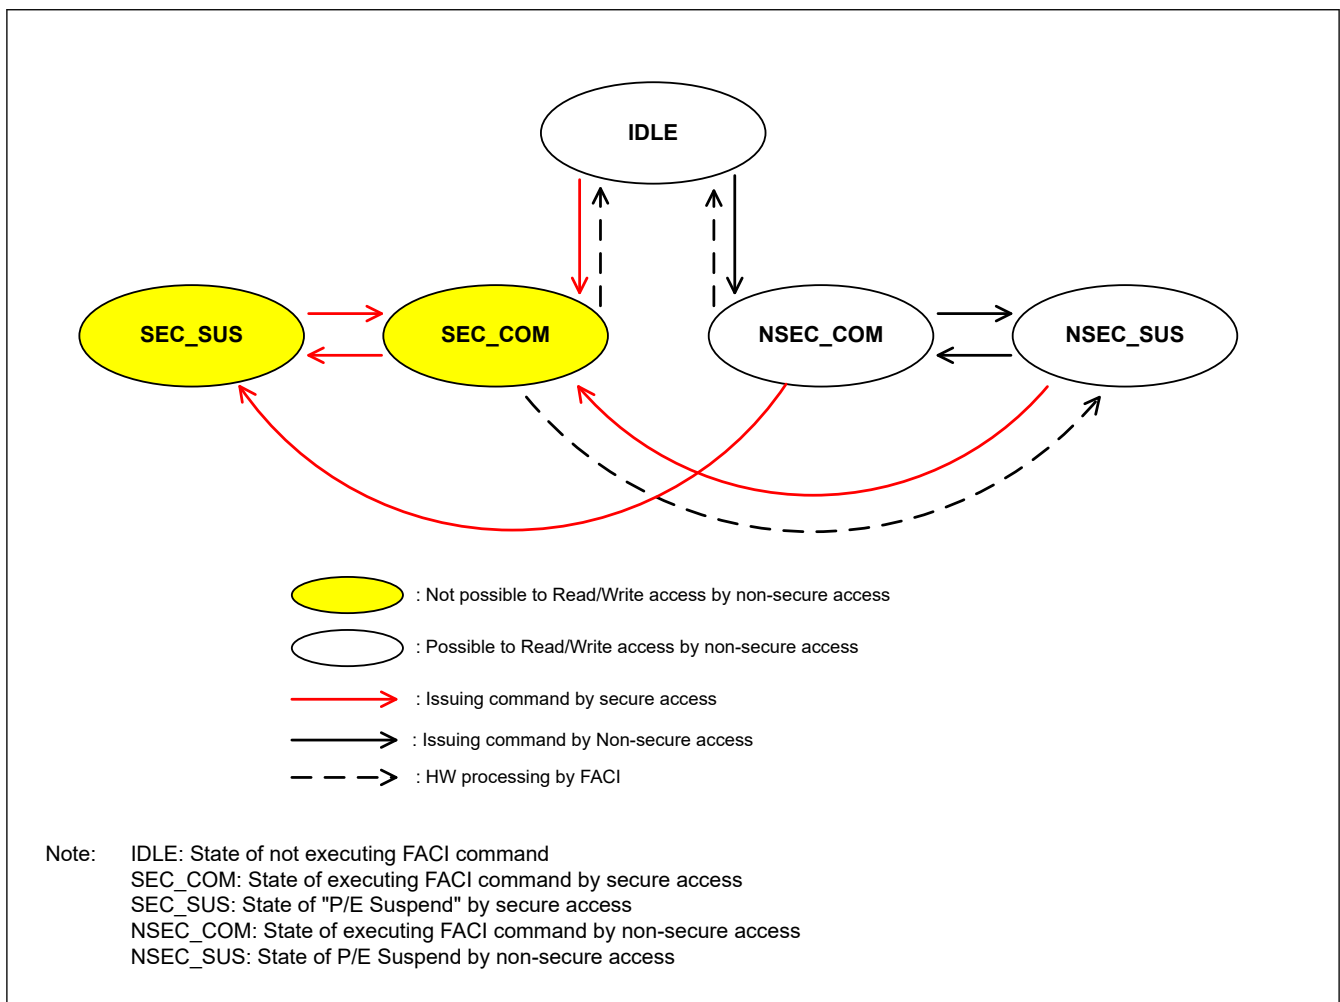 IDLE
SEC_SUS
SEC_COM
NSEC_COM
NSEC_SUS
: Not possible to Read/Write access by non-secure access
: Possible to Read/Write access by non-secure access
: Issuing command by secure access
: Issuing command by Non-secure access
: HW processing by FACI
Note: IDLE: State of not executing FACI command
SEC_COM: State of executing FACI command by secure access
SEC_SUS: State of "P/E Suspend" by secure access
NSEC_COM: State of executing FACI command by non-secure access
NSEC_SUS: State of P/E Suspend by non-secure access